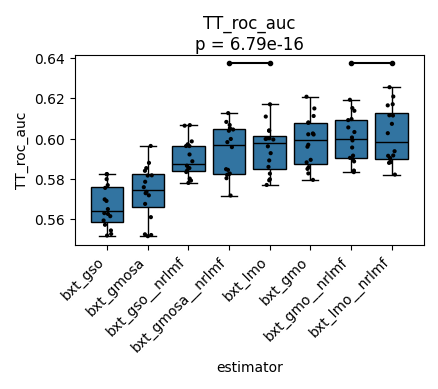 TT_roc_auc
p = 6.79e-16
TT_roc_auc
0.64
0.62
0.60
0.58
0.56
bxt_gso
bxt_gmosa
bxt_gso__nrlmf
bxt_gmosa__nrlmf
bxt_lmo
bxt_gmo
bxt_gmo__nrlmf
bxt_lmo__nrlmf
estimator